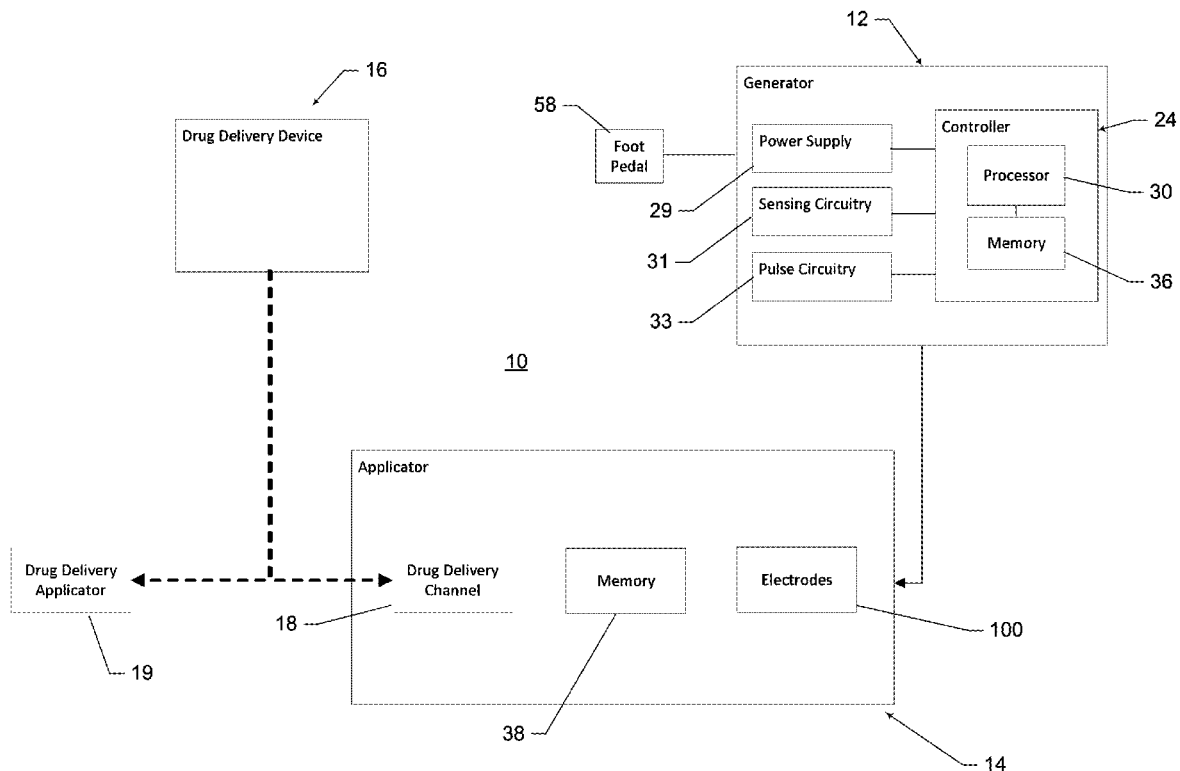 12
16
Generator
58
Drug Delivery Device
Controller
24
Foot
Pedal
Power Supply
Processor
30
29
Sensing Circuitry
Memory
31
Pulse Circuitry
36
33
10
Applicator
Drug Delivery
Applicator
Drug Delivery
Channel
Memory
Electrodes
18
100
19
38
14